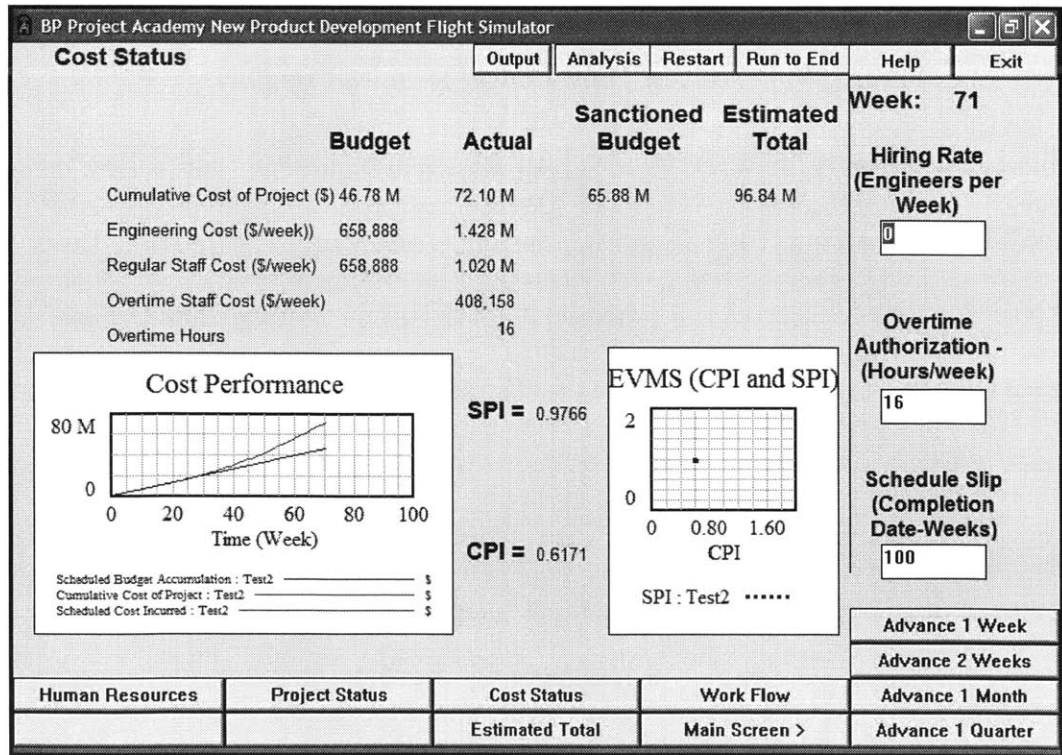 BP Project Academy New Product Development Flight Simulator
Cost Status
Output Analysis Restart Run to End Help Exit
Week: 71
Budget Actual Sanctioned Budget Estimated Total
Cumulative Cost of Project ($) 46.78 M 72.10 M 65.88 M 96.84 M
Engineering Cost ($/week)) 658,888 1.428 M
Regular Staff Cost ($/week) 658,888 1.020 M
Overtime Staff Cost ($/week) 408,158
Overtime Hours 16
Hiring Rate
(Engineers per
Week)
0
Overtime
Authorization -
(Hours/week)
16
Schedule Slip
(Completion
Date-Weeks)
100
Cost Performance
80 M
0
0 20 40 60 80 100
Time (Week)
Scheduled Budget Accumulation : Test2 $
Cumulative Cost of Project : Test2 $
Scheduled Cost Incurred : Test2 $
SPI = 0.9766
CPI = 0.6171
EVMS (CPI and SPI)
2
0
0 0.80 1.60
CPI
SPI : Test2
Advance 1 Week
Advance 2 Weeks
Human Resources Project Status Cost Status Work Flow Advance 1 Month
Estimated Total Main Screen > Advance 1 Quarter